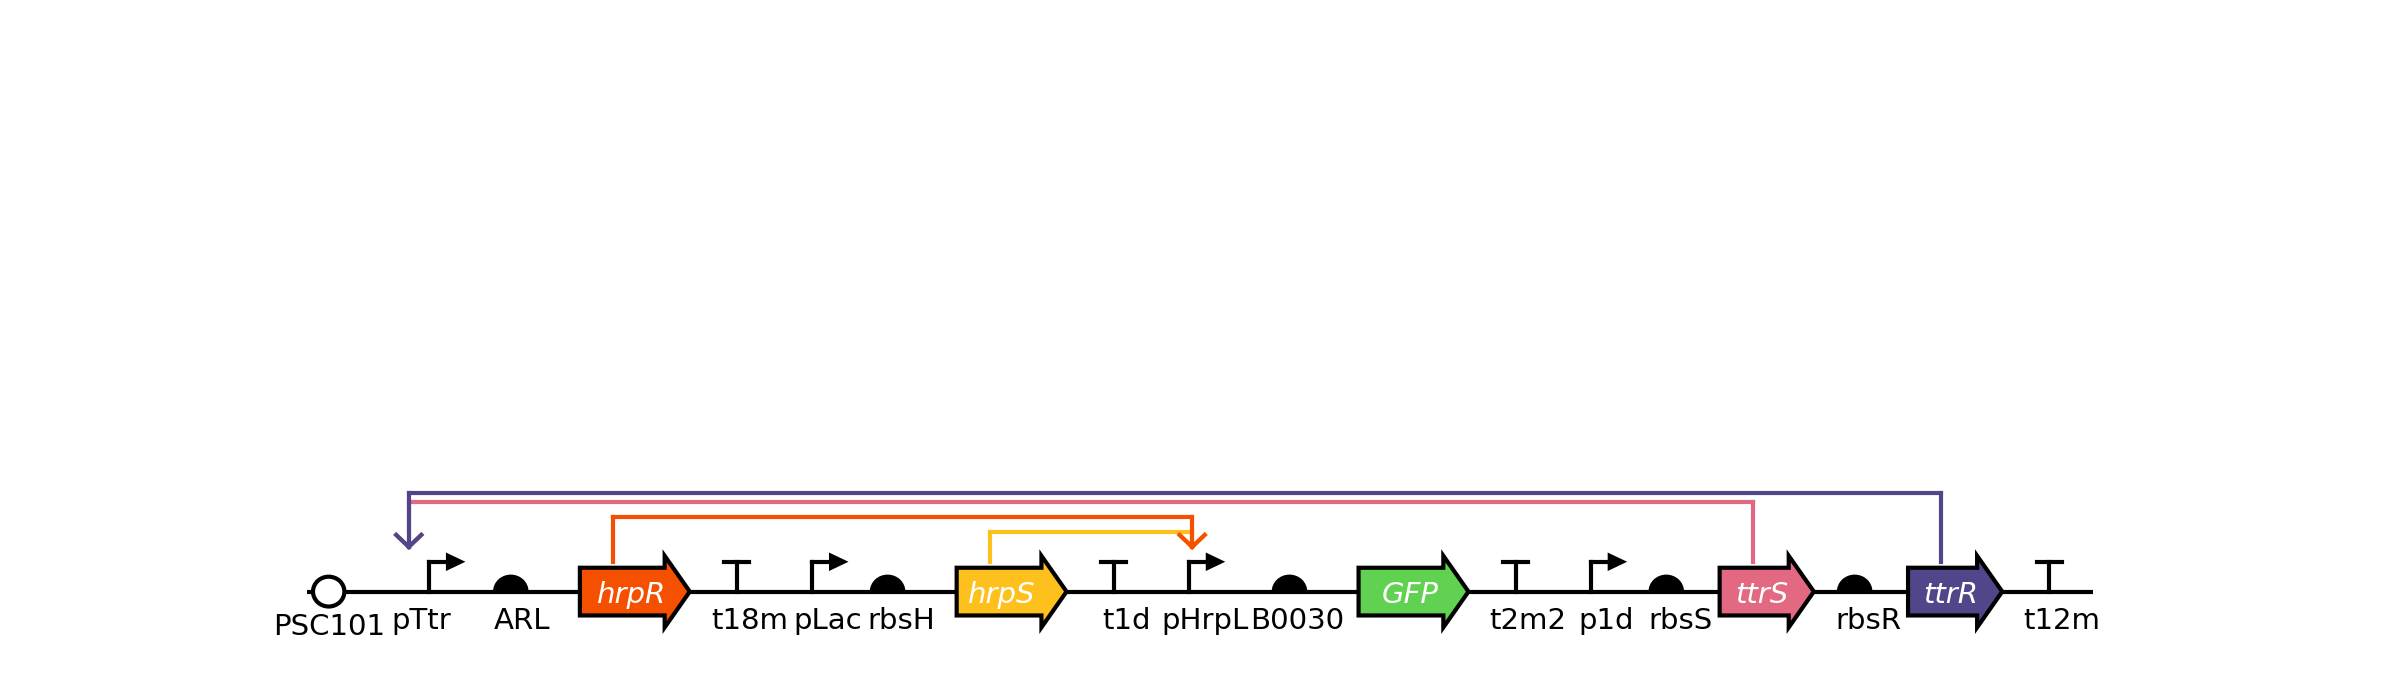 hrpR hrpS GFP ttrS ttrR
PSC101 pTtr ARL t18m pLac rbsH t1d pHrpL B0030 t2m2 p1d rbsS rbsR t12m